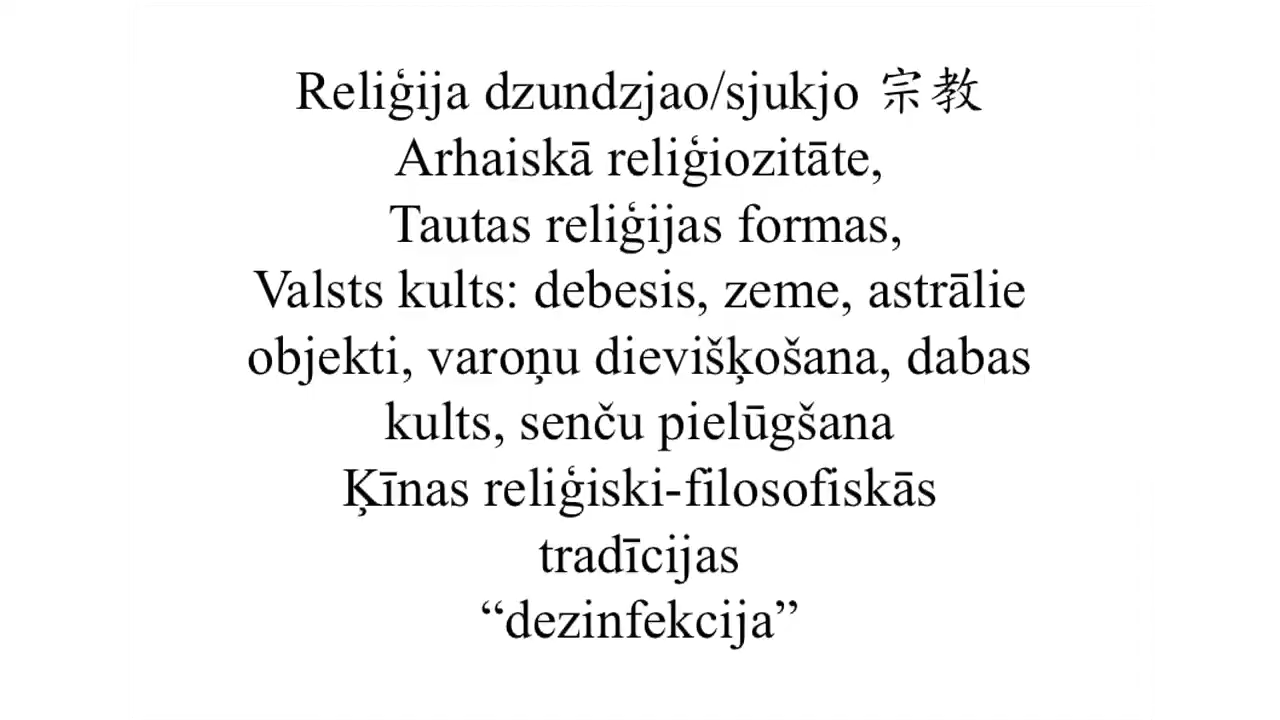 Reliģija dzundzjao/sjukjo 宗教
Arhaiskā reliģiozitāte,
Tautas reliģijas formas,
Valsts kults: debesis, zeme, astrālie
objekti, varoņu dievišķošana, dabas
kults, senču pielūgšana
Ķīnas reliģiski-filosofiskās
tradīcijas
“dezinfekcija”